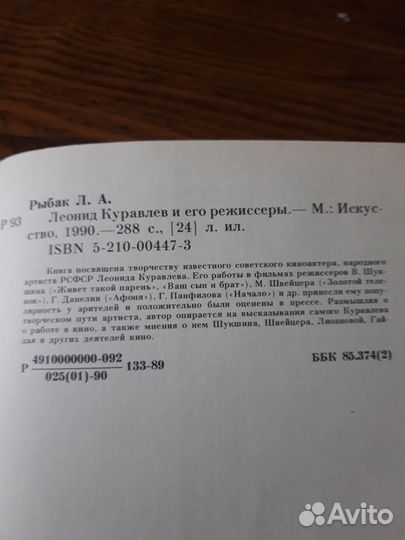 Рыбак Л. А.
Р 93
Леонид Куравлев и его режиссеры.— М.: Искус-
ство, 1990.—288 с., [24] л. ил.
ISBN 5-210-00447-3
Книга посвящена творчеству известного советского киноактера, народного
артиста РСФСР Леонида Куравлева. Его работы в фильмах режиссеров В. Шук-
шина («Живет такой парень», «Ваш сын и брат»), М. Швейцера («Золотой теле-
нок»), Г. Данелия («Афоня»), Г. Панфилова («Начало») и др. принесли ему попу-
лярность у зрителей и положительно были оценены в прессе. Размышляя о
творческом пути артиста, автор опирается на высказывания самого Куравлева
о работе в кино, а также мнения о нем Шукшина, Швейцера, Лиозновой, Гай-
дая и других деятелей кино.
Р 4910000000-092
025(01)-90 133-89
ББК 85.374(2)
Avito